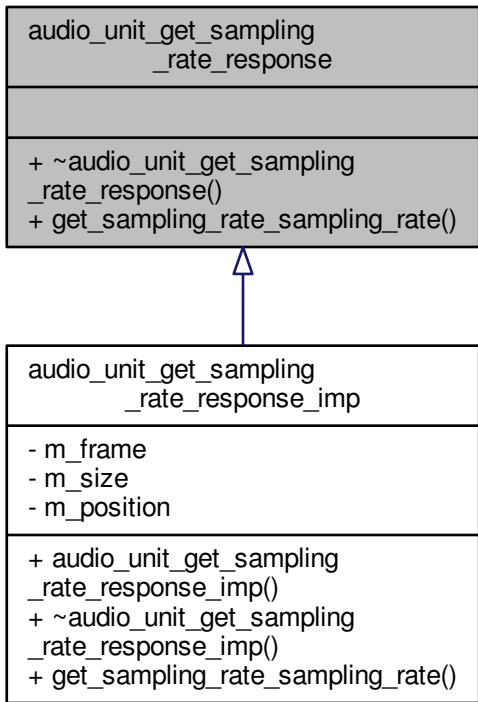 audio_unit_get_sampling
_rate_response
+ ~audio_unit_get_sampling
_rate_response()
+ get_sampling_rate_sampling_rate()
audio_unit_get_sampling
_rate_response_imp
- m_frame
- m_size
- m_position
+ audio_unit_get_sampling
_rate_response_imp()
+ ~audio_unit_get_sampling
_rate_response_imp()
+ get_sampling_rate_sampling_rate()